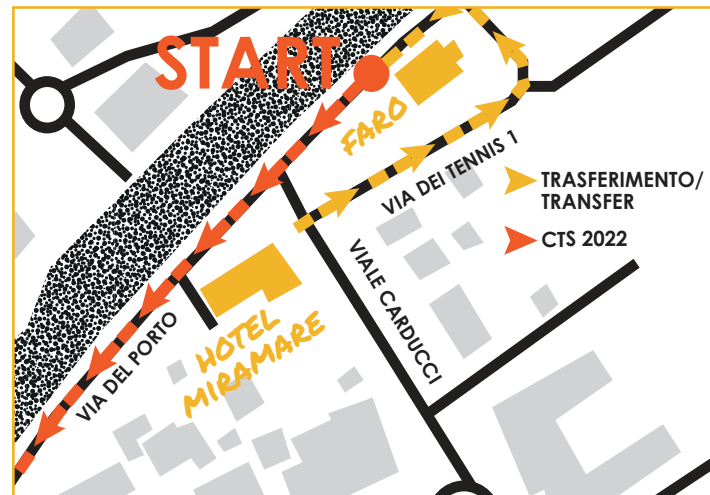 START
FARO
VIA DEI TENNIS 1
TRASFERIMENTO/
TRANSFER
CTS 2022
VIALE CARDUCCI
HOTEL
MIRAMARE
VIA DEL PORTO